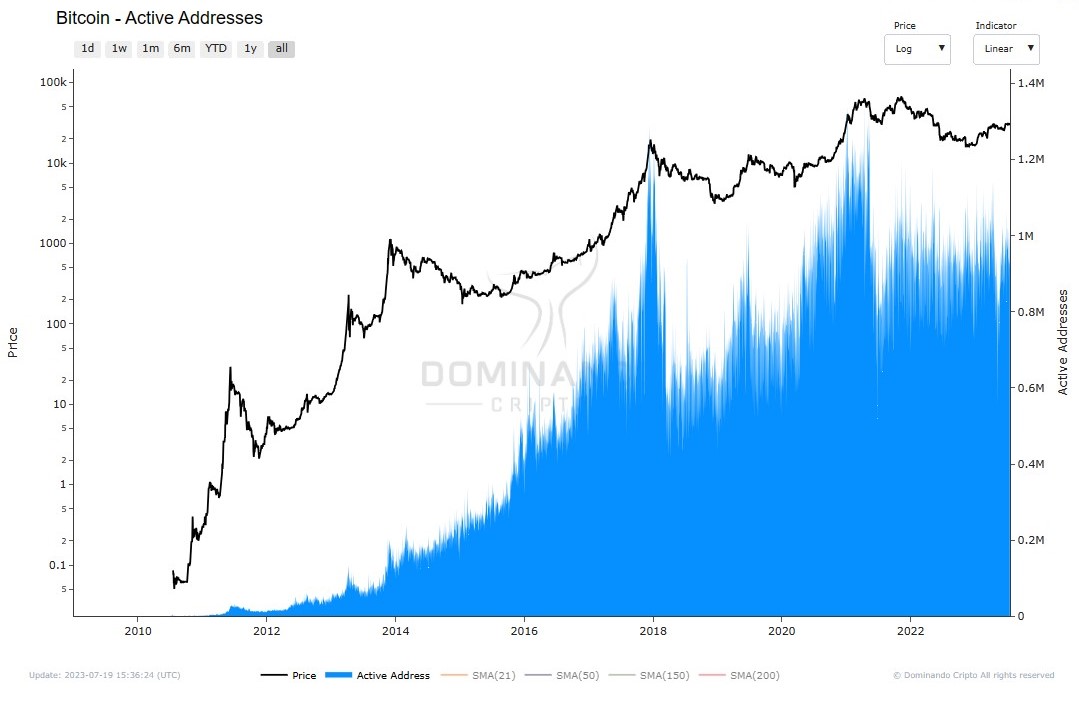 Bitcoin - Active Addresses
Price
Indicator
1d 1w 1m 6m YTD 1y all
Log ▼
Linear ▼
100k
5
2
10k
5
2
1000
5
2
100
5
2
10
5
2
1
5
2
0.1
5
Price
1.4M
1.2M
1M
0.8M
0.6M
0.4M
0.2M
0
Active Addresses
2010 2012 2014 2016 2018 2020 2022
Price Active Address SMA(21) SMA(50) SMA(150) SMA(200)
Update: 2023-07-19 15:36:24 (UTC)
© Dominando Cripto All rights reserved